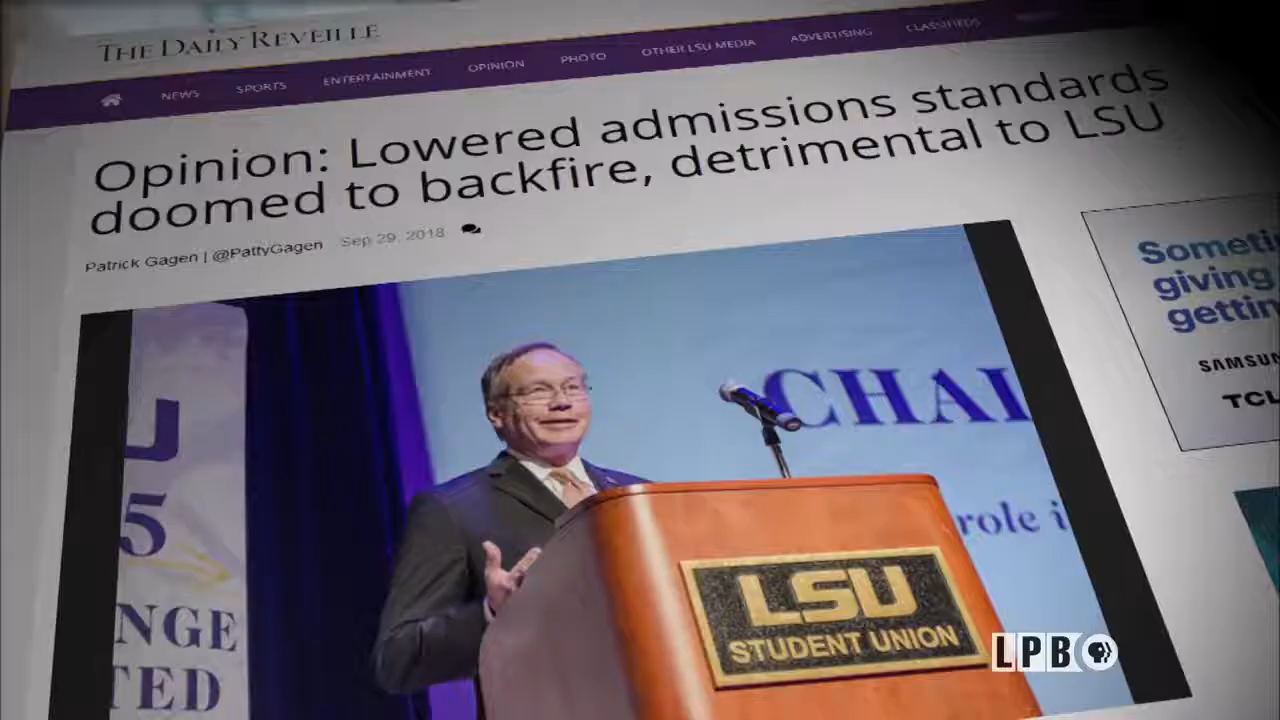 THE DAILY REVEILLE
NEWS SPORTS ENTERTAINMENT OPINION PHOTO OTHER LSU MEDIA ADVERTISING CLASSIFIEDS
Opinion: Lowered admissions standards
doomed to backfire, detrimental to LSU
Patrick Gagen | @PattyGagen Sep 29, 2018
Someti
giving
gettin
SAMSUN
TCL
U
5
NGE
TED
CHAL
role i
LSU
STUDENT UNION
LPB